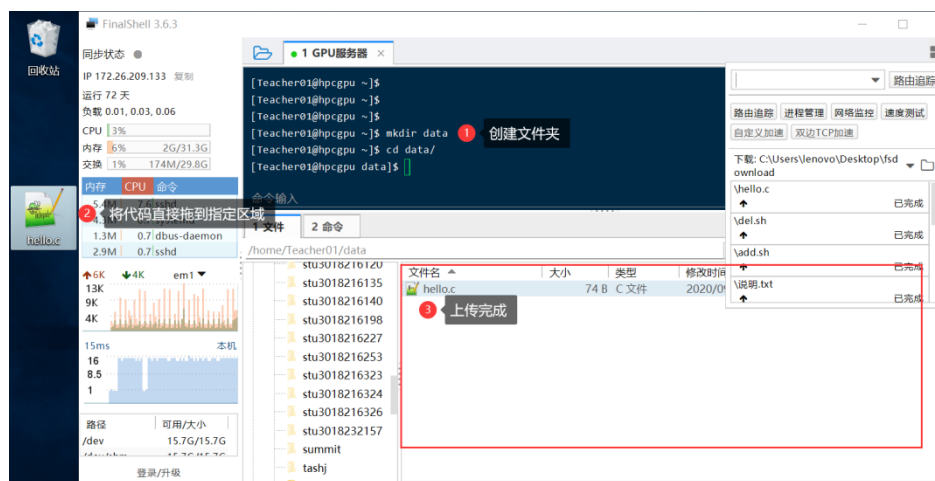 回收站
hello.c
FinalShell 3.6.3
同步状态
IP 172.26.209.133 复制
运行 72 天
负载 0.01, 0.03, 0.06
CPU 3%
内存 6% 2G/31.3G
交换 1% 174M/29.8G
内存 CPU 命令
2 将代码直接拖到指定区域
1.3M 0.7 dbus-daemon
2.9M 0.7 sshd
6K 4K em1
13K
9K
4K
15ms 本机
16
8.5
1
路径 可用/大小
/dev 15.7G/15.7G
登录/升级
1 GPU服务器
[Teacher01@hpcgpu ~]$
[Teacher01@hpcgpu ~]$
[Teacher01@hpcgpu ~]$
[Teacher01@hpcgpu ~]$ mkdir data 1 创建文件夹
[Teacher01@hpcgpu ~]$ cd data/
[Teacher01@hpcgpu data]$
命令输入
1 文件 2 命令
/home/Teacher01/data
stu3018216120
stu3018216135
stu3018216140
stu3018216198
stu3018216227
stu3018216253
stu3018216323
stu3018216324
stu3018216326
stu3018232157
summit
tashj
文件名 大小 类型 修改时间
hello.c 74 B C 文件
3 上传完成
路由追踪
路由追踪 进程管理 网络监控 速度测试
自定义加速 双边TCP加速
下载: C:\Users\lenovo\Desktop\fsd
ownload
\hello.c
已完成
\del.sh
已完成
\add.sh
已完成
\说明.txt
已完成